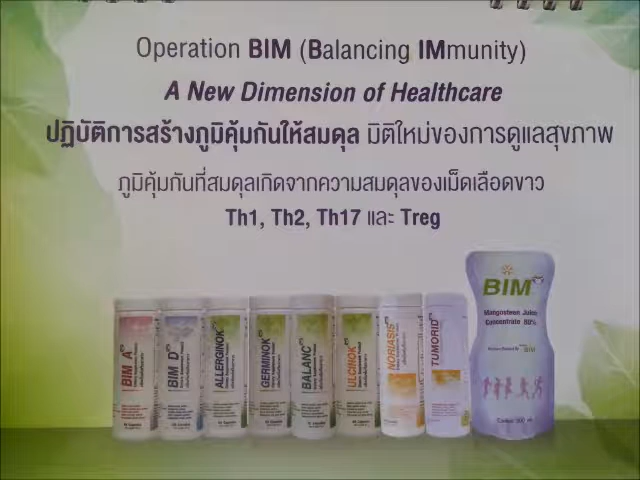 Operation BIM (Balancing IMmunity)
A New Dimension of Healthcare
ปฏิบัติการสร้างภูมิคุ้มกันให้สมดุล มิติใหม่ของการดูแลสุขภาพ
ภูมิคุ้มกันที่สมดุลเกิดจากความสมดุลของเม็ดเลือดขาว
Th1, Th2, Th17 และ Treg
BIM A
BIM D
ALLERGINOK
GERMINOK
BALANC
ULCINOK
NORIASIS
TUMORID
BIM
Mangosteen Juice
Concentrate 80%
BIM